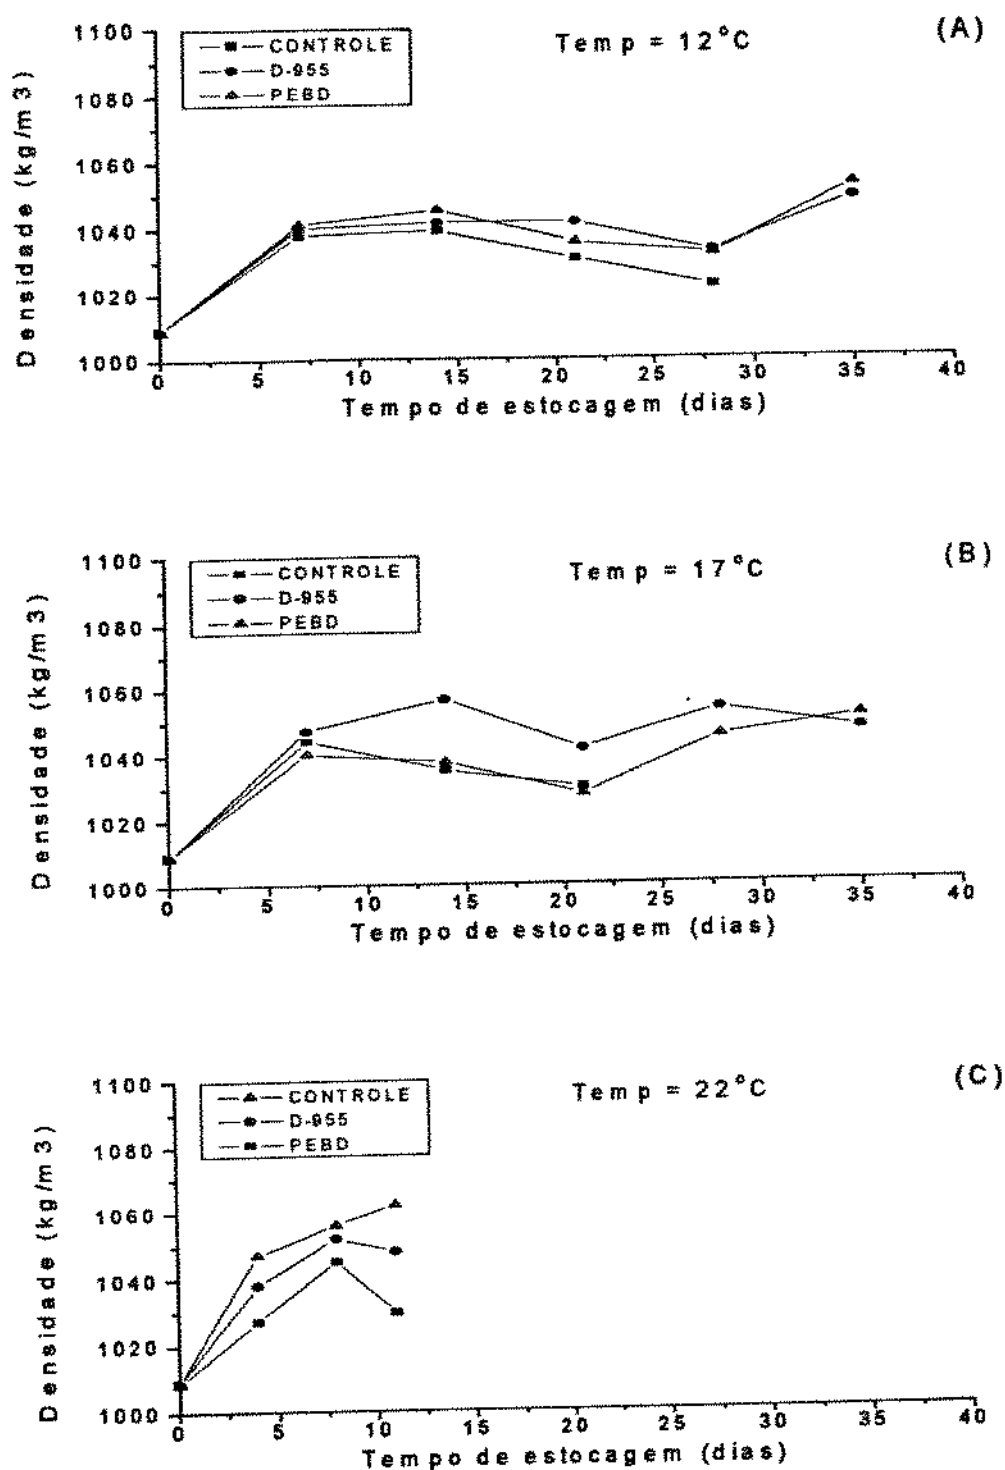 (A)
Temp = 12°C
CONTROLE
D-955
PEBD
Densidade (kg/m3)
1100
1080
1060
1040
1020
1000
0 5 10 15 20 25 30 35 40
Tempo de estocagem (dias)
(B)
Temp = 17°C
CONTROLE
D-955
PEBD
Densidade (kg/m3)
1100
1080
1060
1040
1020
1000
0 5 10 15 20 25 30 35 40
Tempo de estocagem (dias)
(C)
Temp = 22°C
CONTROLE
D-955
PEBD
Densidade (kg/m3)
1100
1080
1060
1040
1020
1000
0 5 10 15 20 25 30 35 40
Tempo de estocagem (dias)